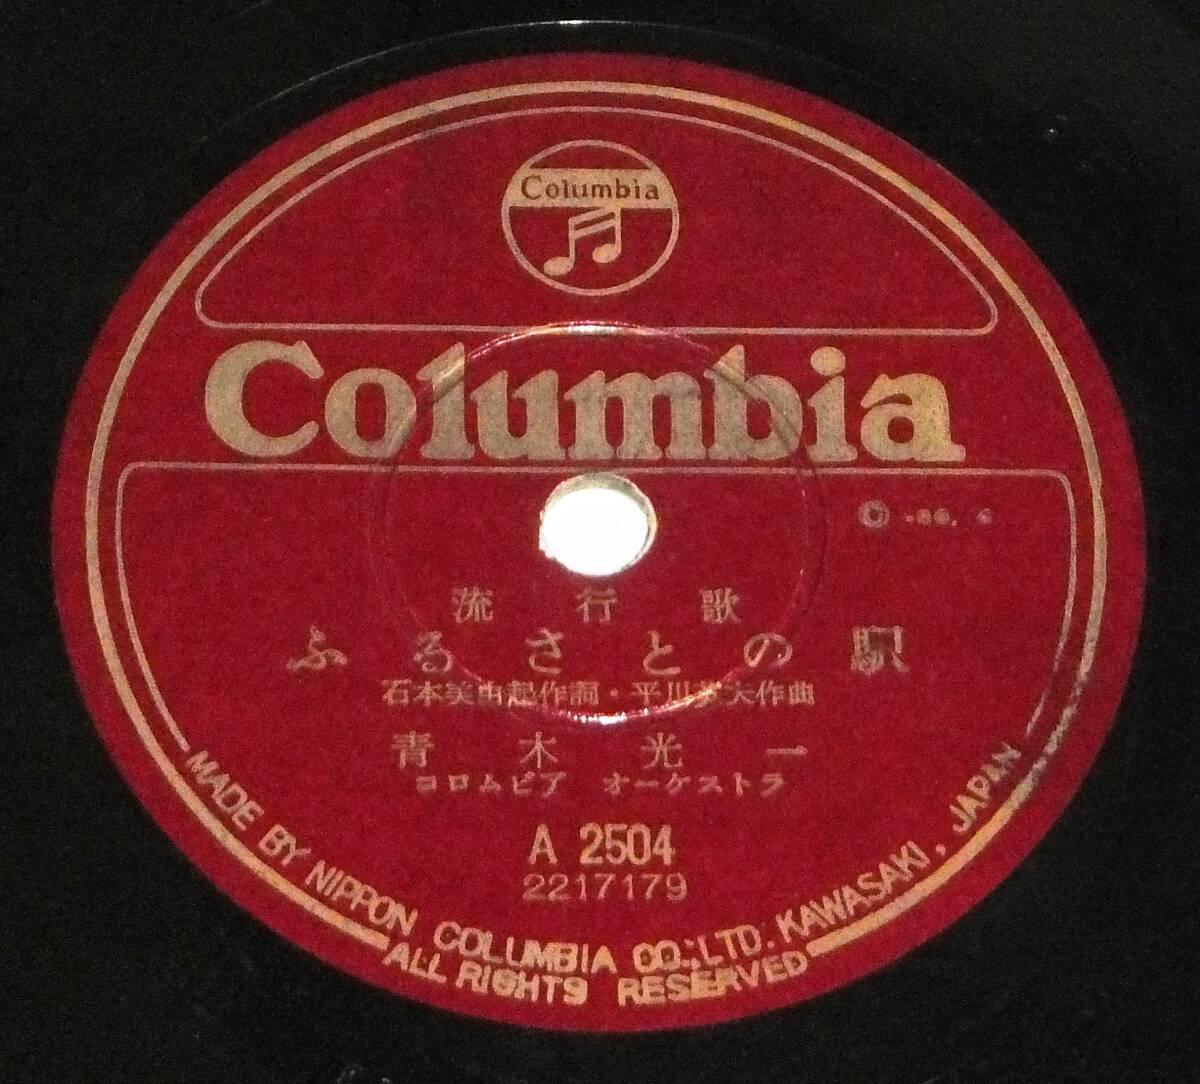 Columbia
Columbia
流行歌
ふるさとの駅
石本美由起作詞・平川英夫作曲
青木光一
コロムビア オーケストラ
A 2504
2217179
MADE BY NIPPON COLUMBIA CO.,LTD. KAWASAKI, JAPAN
ALL RIGHTS RESERVED